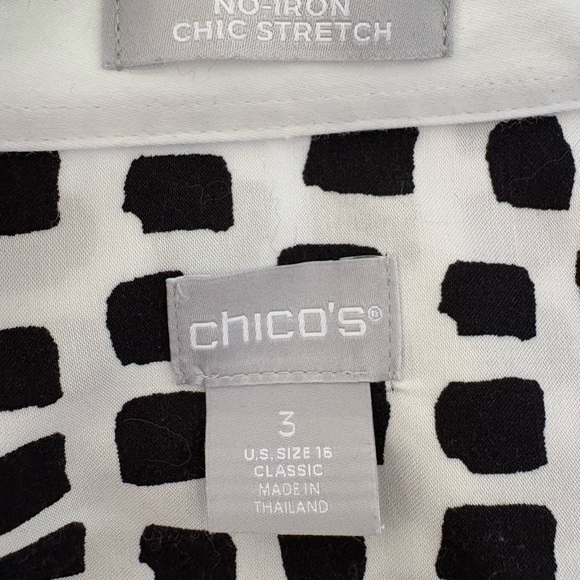 NO-IRON
CHIC STRETCH
chico's®
3
U.S. SIZE 16
CLASSIC
MADE IN
THAILAND